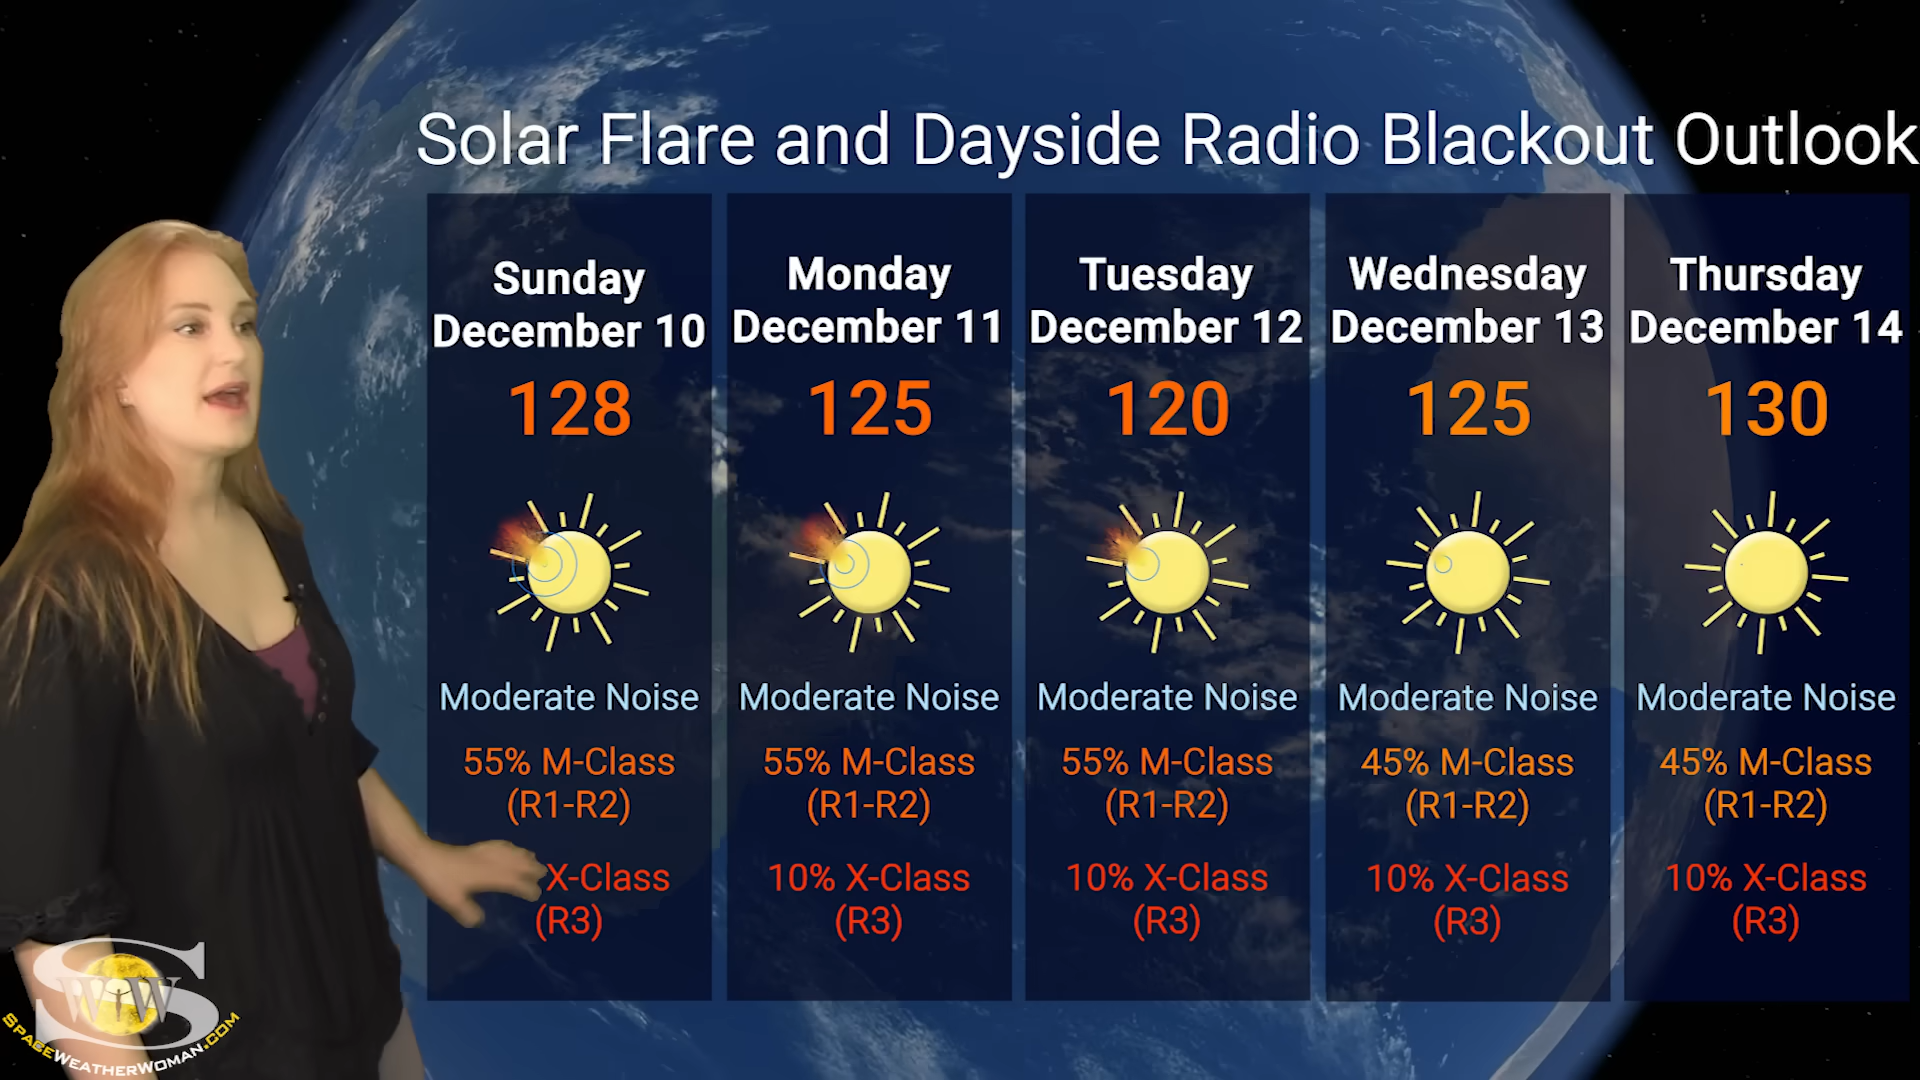 Solar Flare and Dayside Radio Blackout Outlook
Sunday
December 10
128
Moderate Noise
55% M-Class
(R1-R2)
X-Class
(R3)
Monday
December 11
125
Moderate Noise
55% M-Class
(R1-R2)
10% X-Class
(R3)
Tuesday
December 12
120
Moderate Noise
55% M-Class
(R1-R2)
10% X-Class
(R3)
Wednesday
December 13
125
Moderate Noise
45% M-Class
(R1-R2)
10% X-Class
(R3)
Thursday
December 14
130
Moderate Noise
45% M-Class
(R1-R2)
10% X-Class
(R3)
SWW
SPACEWEATHERWOMAN.COM